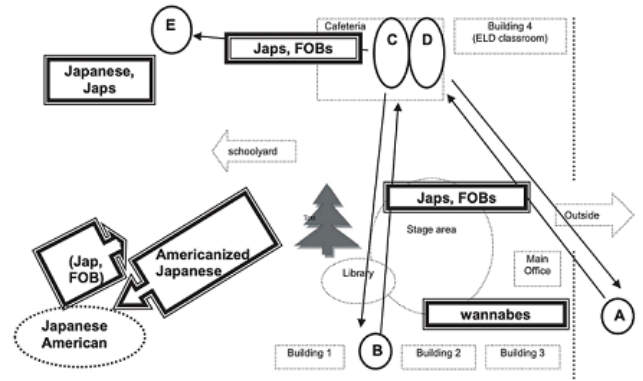 E
Cafeteria
Japs, FOBs
C
D
Building 4
(ELD classroom)
Japanese,
Japs
schoolyard
Japs, FOBs
Tree
Stage area
Outside
(Jap,
FOB)
Americanized
Japanese
Library
Main
Office
wannabes
A
Japanese
American
Building 1
B
Building 2
Building 3